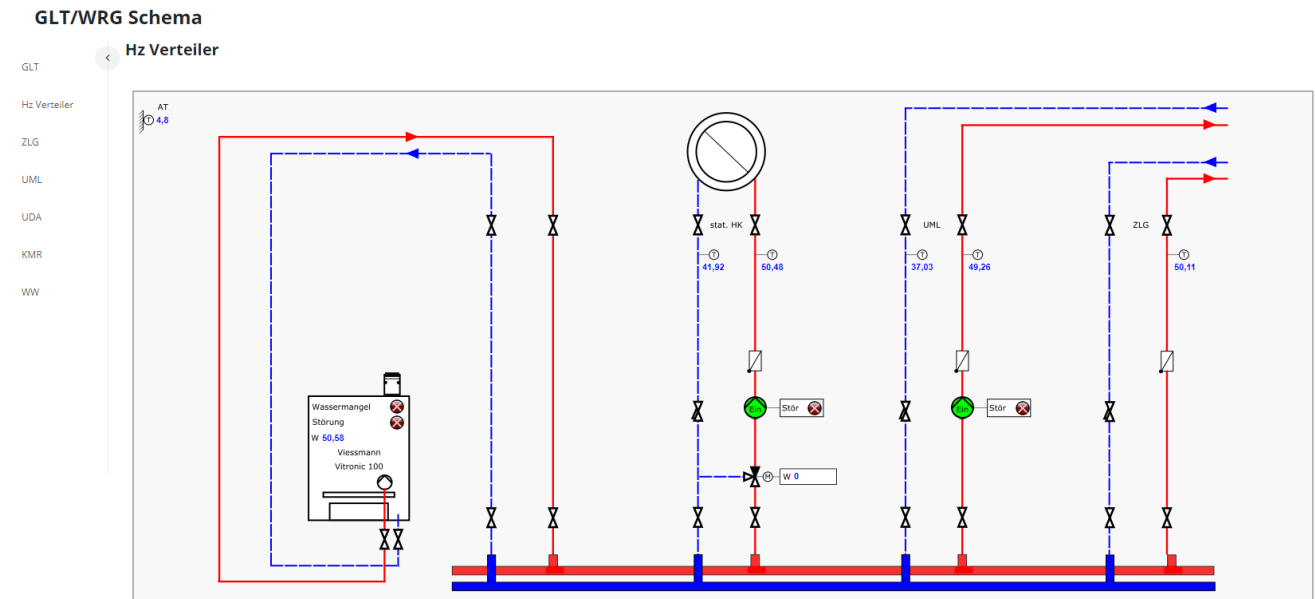 GLT/WRG Schema
Hz Verteiler
GLT
Hz Verteiler
ZLG
UML
UDA
KMR
WW
AT
T 4,8
stat. HK
UML
ZLG
T T T T T
41,92 50,48 37,03 49,26 50,11
Wassermangel
Störung
W 50,58
Viessmann
Vitronic 100
Ein Stör
Ein Stör
M W 0